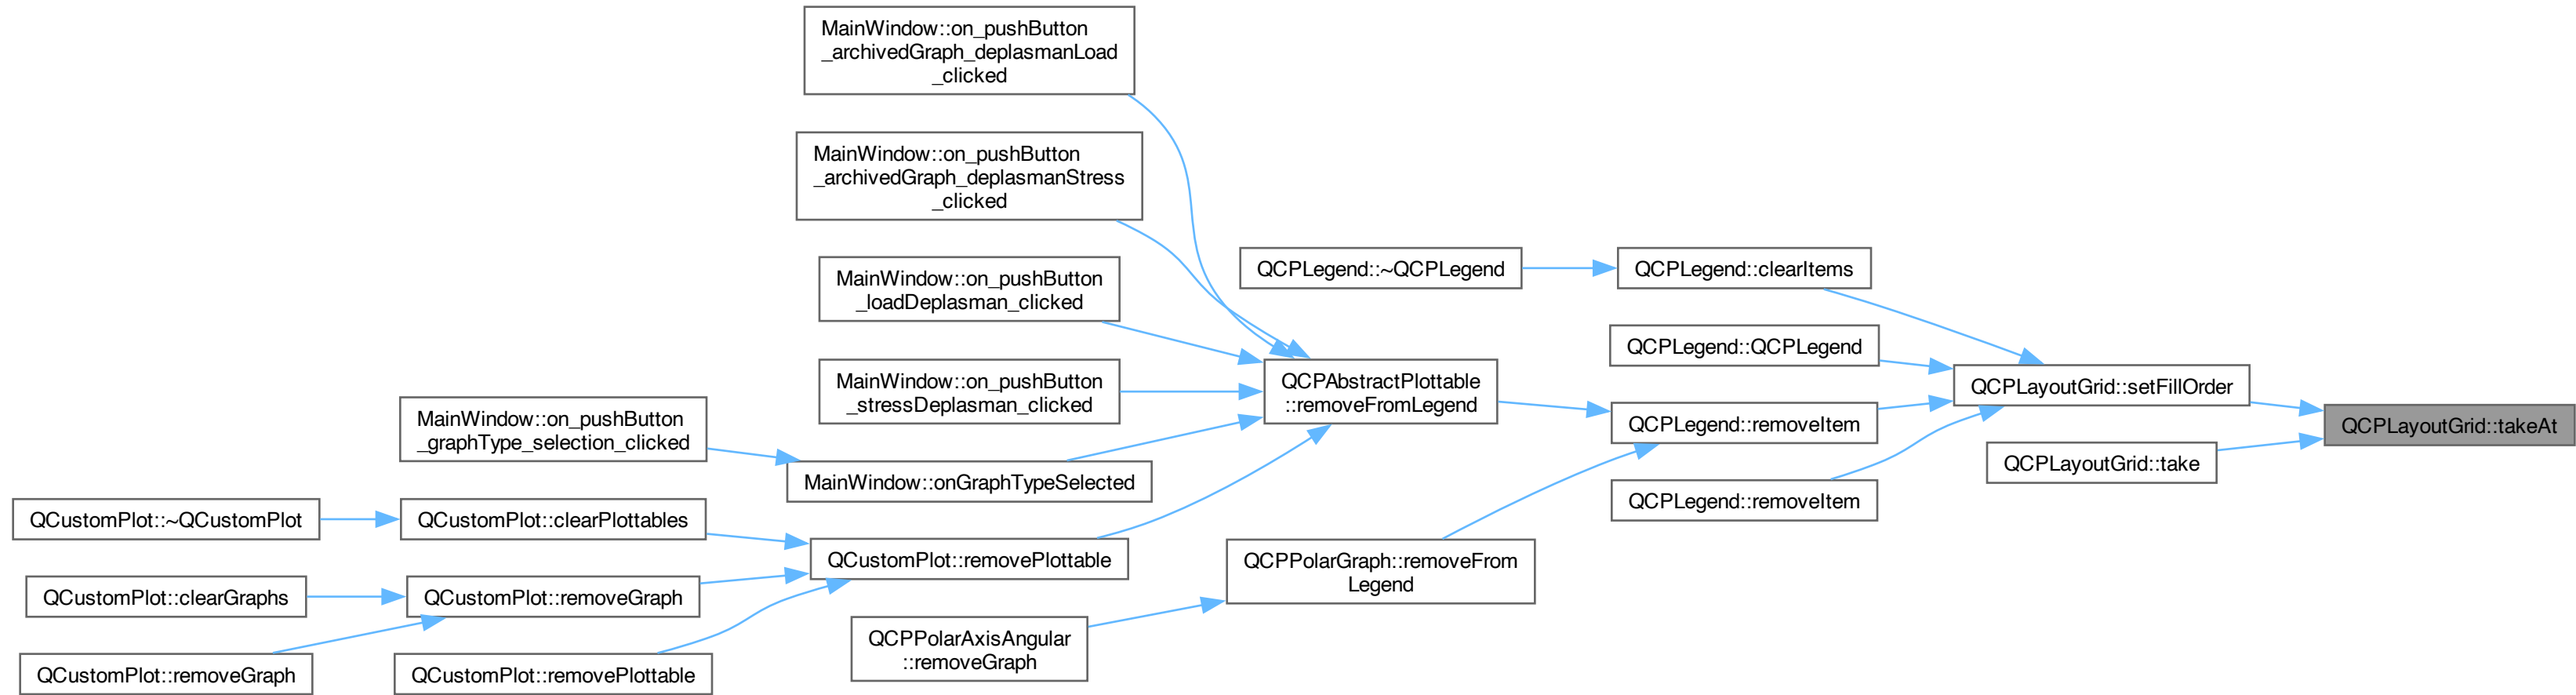 MainWindow::on_pushButton
_archivedGraph_deplasmanLoad
_clicked
MainWindow::on_pushButton
_archivedGraph_deplasmanStress
_clicked
MainWindow::on_pushButton
_loadDeplasman_clicked
MainWindow::on_pushButton
_stressDeplasman_clicked
MainWindow::on_pushButton
_graphType_selection_clicked
MainWindow::onGraphTypeSelected
QCustomPlot::~QCustomPlot
QCustomPlot::clearPlottables
QCustomPlot::removePlottable
QCustomPlot::clearGraphs
QCustomPlot::removeGraph
QCustomPlot::removeGraph
QCustomPlot::removePlottable
QCPLegend::~QCPLegend
QCPLegend::clearItems
QCPLegend::QCPLegend
QCPAbstractPlottable
::removeFromLegend
QCPLegend::removeItem
QCPLegend::removeItem
QCPPolarGraph::removeFrom
Legend
QCPPolarAxisAngular
::removeGraph
QCPLayoutGrid::setFillOrder
QCPLayoutGrid::take
QCPLayoutGrid::takeAt